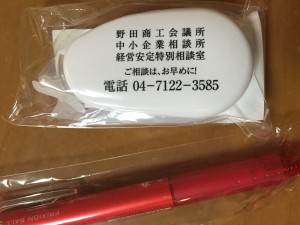 野田商工会議所
中小企業相談所
経営安定特別相談室
ご相談は、お早めに!
電話 04-7122-3585
FRIXION BALL